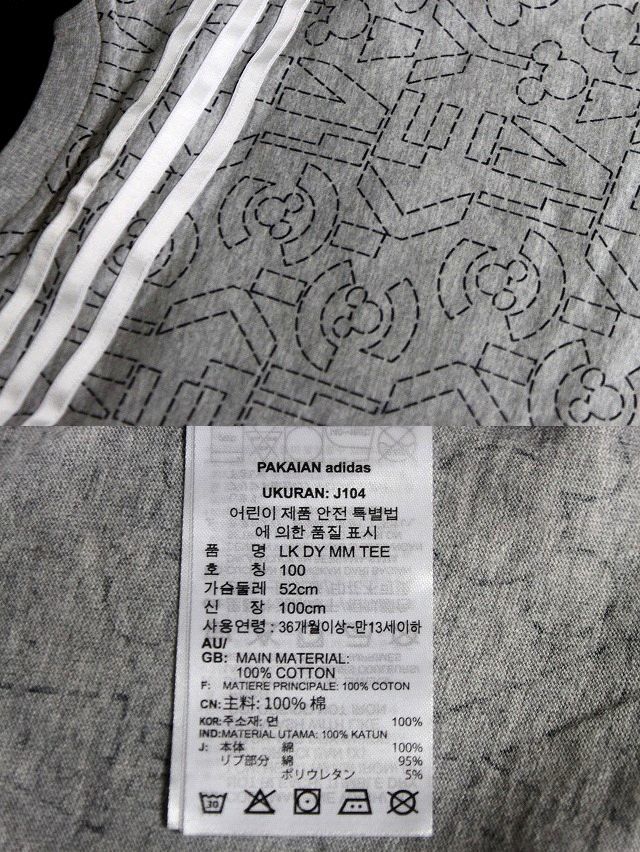 PAKAIAN adidas
UKURAN: J104
어린이 제품 안전 특별법
에 의한 품질 표시
품 명 LK DY MM TEE
호 칭 100
가슴둘레 52cm
신 장 100cm
사용연령 : 36개월이상~만13세이하
AU/
GB: MAIN MATERIAL:
100% COTTON
F: MATIERE PRINCIPALE: 100% COTON
CN: 主料: 100% 棉
KOR: 주소재: 면 100%
IND: MATERIAL UTAMA: 100% KATUN
J: 本体 綿 100%
リブ部分 綿 95%
ポリウレタン 5%
30